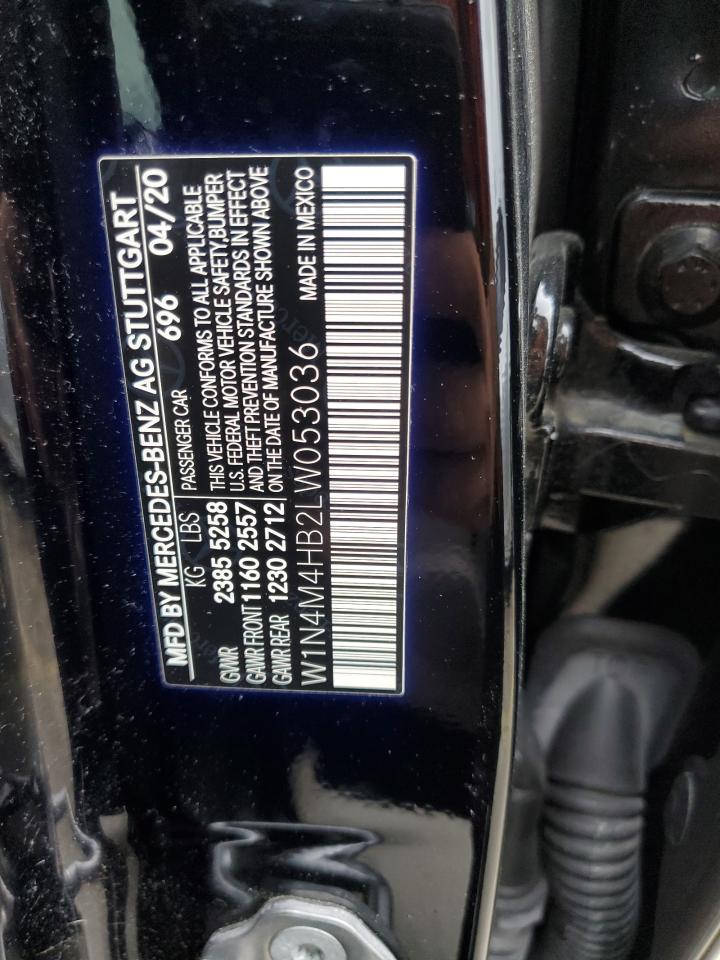 MFD BY MERCEDES-BENZ AG STUTTGART
KG LBS PASSENGER CAR 696 04/20
GVWR 2385 5258 THIS VEHICLE CONFORMS TO ALL APPLICABLE
GAWR FRONT 1160 2557 U.S. FEDERAL MOTOR VEHICLE SAFETY,BUMPER
GAWR REAR 1230 2712 AND THEFT PREVENTION STANDARDS IN EFFECT
ON THE DATE OF MANUFACTURE SHOWN ABOVE
W1N4M4HB2LW053036 MADE IN MEXICO